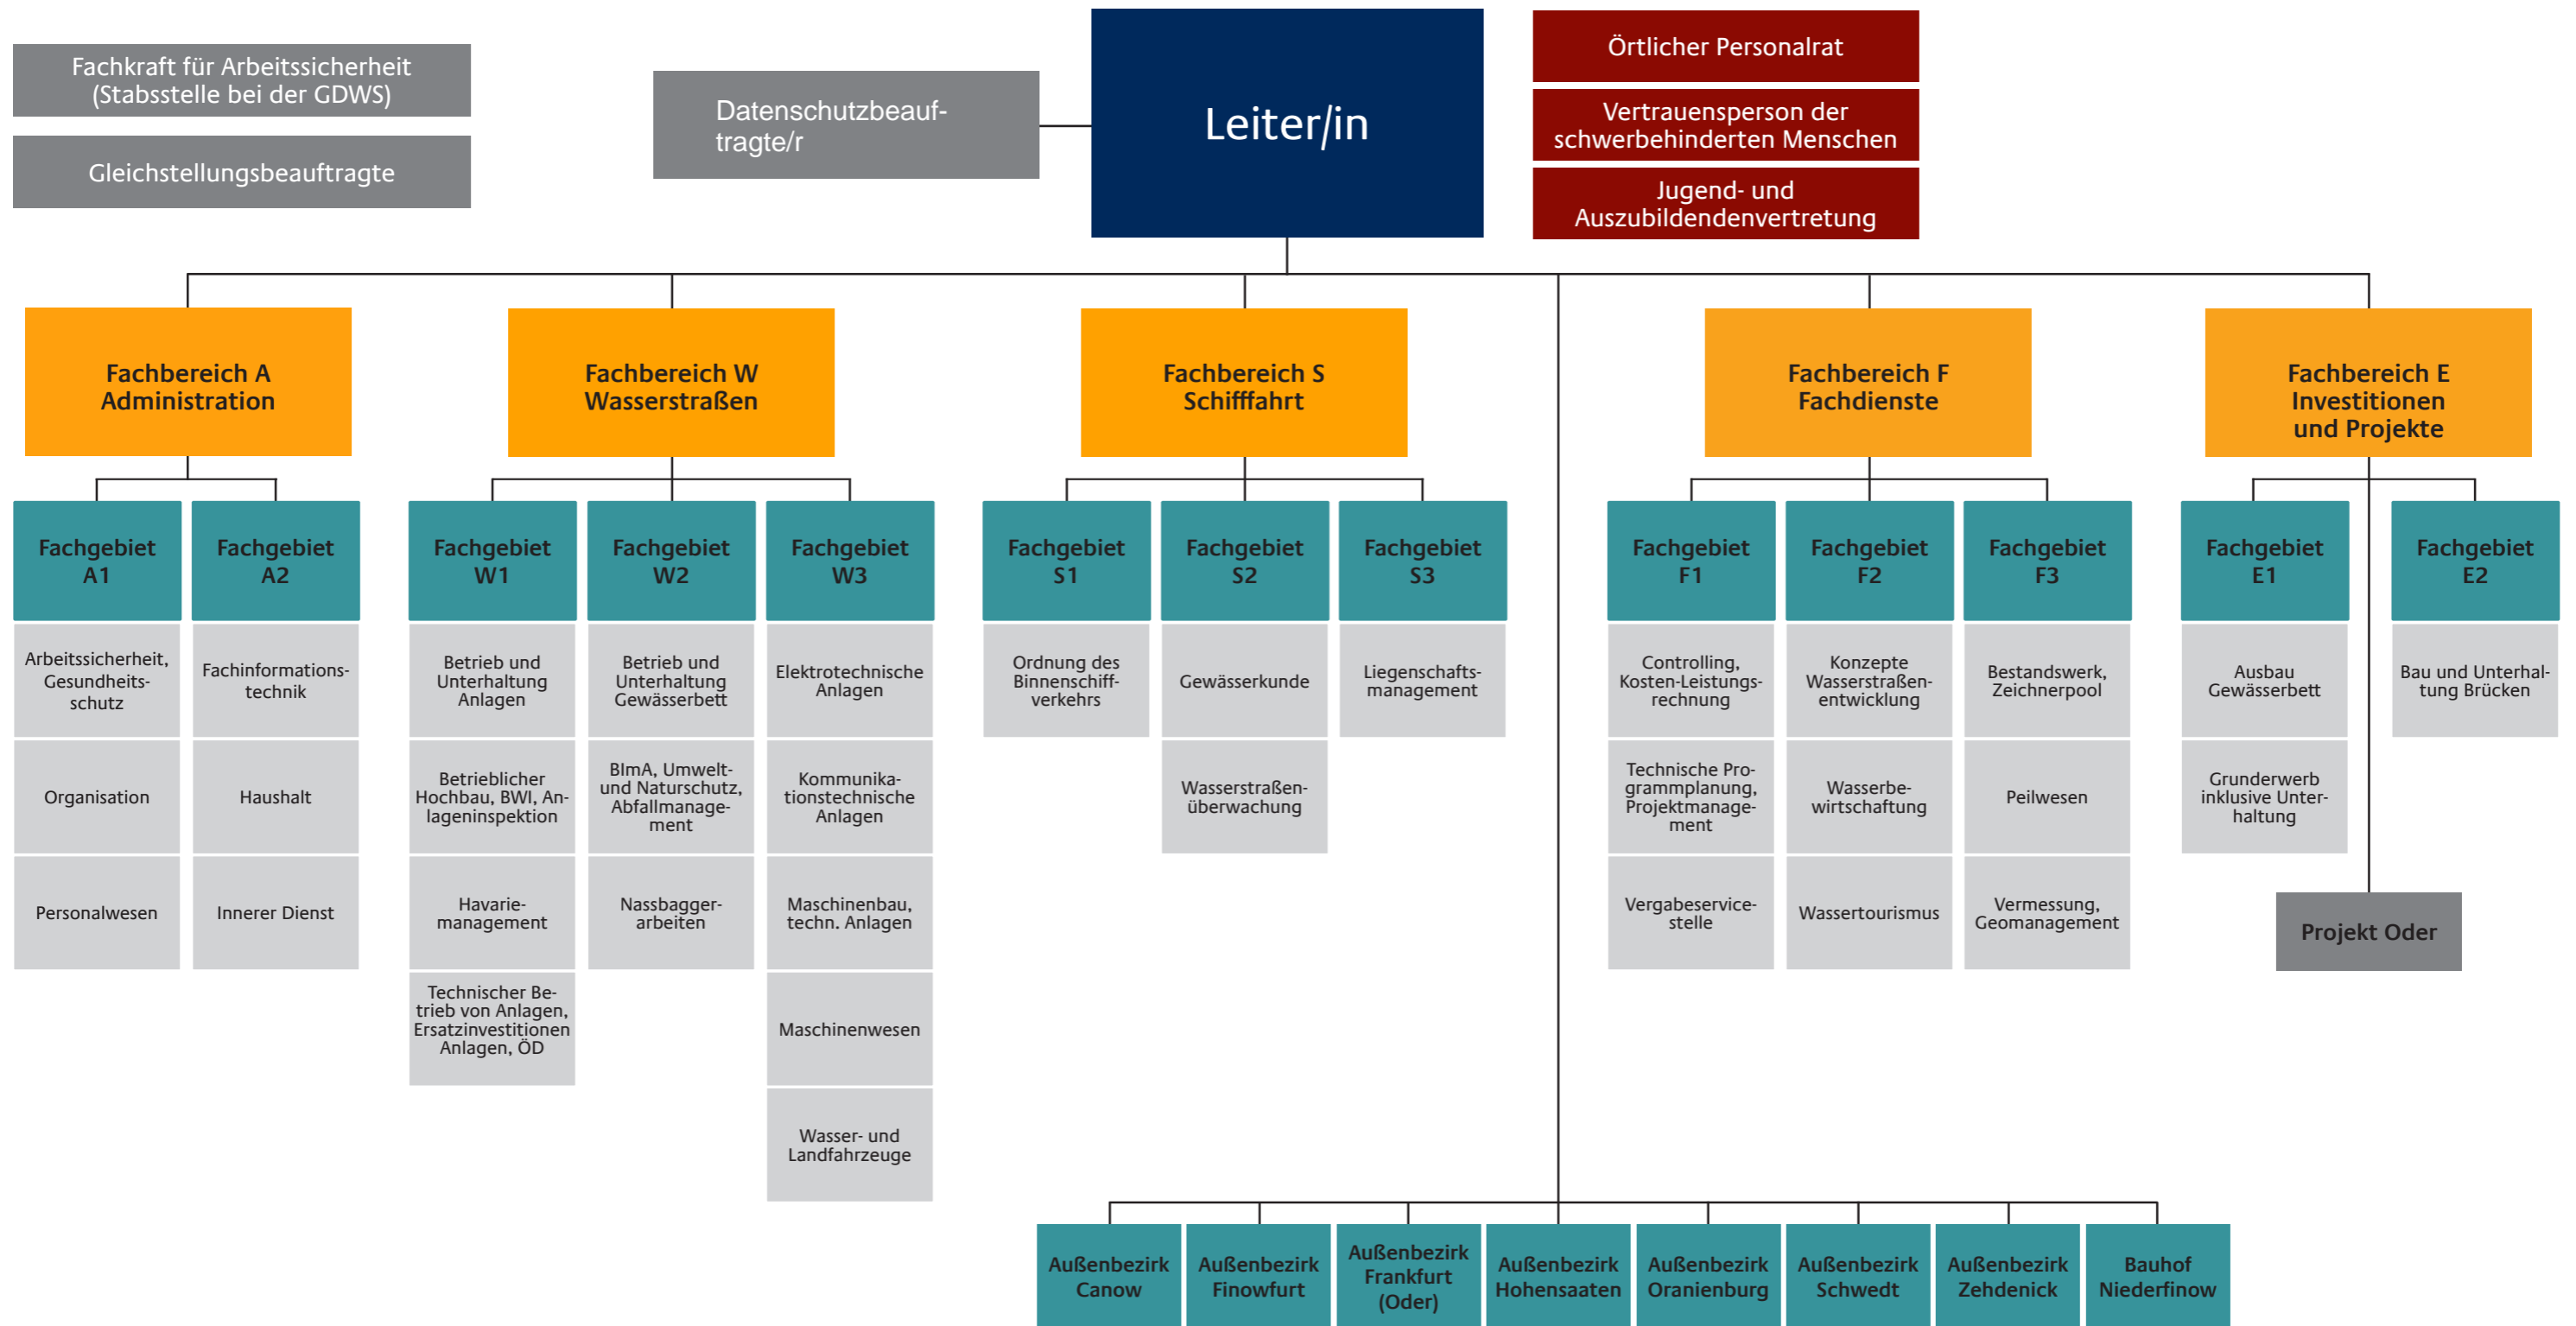 Fachkraft für Arbeitssicherheit
(Stabsstelle bei der GDWS)
Gleichstellungsbeauftragte
Datenschutzbeauf-
tragte/r
Leiter/in
Örtlicher Personalrat
Vertrauensperson der
schwerbehinderten Menschen
Jugend- und
Auszubildendenvertretung
Fachbereich A
Administration
Fachbereich W
Wasserstraßen
Fachbereich S
Schifffahrt
Fachbereich F
Fachdienste
Fachbereich E
Investitionen
und Projekte
Fachgebiet
A1
Arbeitssicherheit,
Gesundheits-
schutz
Organisation
Personalwesen
Fachgebiet
A2
Fachinformations-
technik
Haushalt
Innerer Dienst
Fachgebiet
W1
Betrieb und
Unterhaltung
Anlagen
Betrieblicher
Hochbau, BWI, An-
lageninspektion
Havarie-
management
Technischer Be-
trieb von Anlagen,
Ersatzinvestitionen
Anlagen, ÖD
Fachgebiet
W2
Betrieb und
Unterhaltung
Gewässerbett
BImA, Umwelt-
und Naturschutz,
Abfallmanage-
ment
Nassbagger-
arbeiten
Fachgebiet
W3
Elektrotechnische
Anlagen
Kommunika-
tionstechnische
Anlagen
Maschinenbau,
techn. Anlagen
Maschinenwesen
Wasser- und
Landfahrzeuge
Fachgebiet
S1
Ordnung des
Binnenschiff-
verkehrs
Fachgebiet
S2
Gewässerkunde
Wasserstraßen-
überwachung
Fachgebiet
S3
Liegenschafts-
management
Fachgebiet
F1
Controlling,
Kosten-Leistungs-
rechnung
Technische Pro-
grammplanung,
Projektmanage-
ment
Vergabeservice-
stelle
Fachgebiet
F2
Konzepte
Wasserstraßen-
entwicklung
Wasserbe-
wirtschaftung
Wassertourismus
Fachgebiet
F3
Bestandswerk,
Zeichnerpool
Peilwesen
Vermessung,
Geomanagement
Fachgebiet
E1
Ausbau
Gewässerbett
Grunderwerb
inklusive Unter-
haltung
Fachgebiet
E2
Bau und Unterhal-
tung Brücken
Projekt Oder
Außenbezirk
Canow
Außenbezirk
Finowfurt
Außenbezirk
Frankfurt
(Oder)
Außenbezirk
Hohensaaten
Außenbezirk
Oranienburg
Außenbezirk
Schwedt
Außenbezirk
Zehdenick
Bauhof
Niederfinow